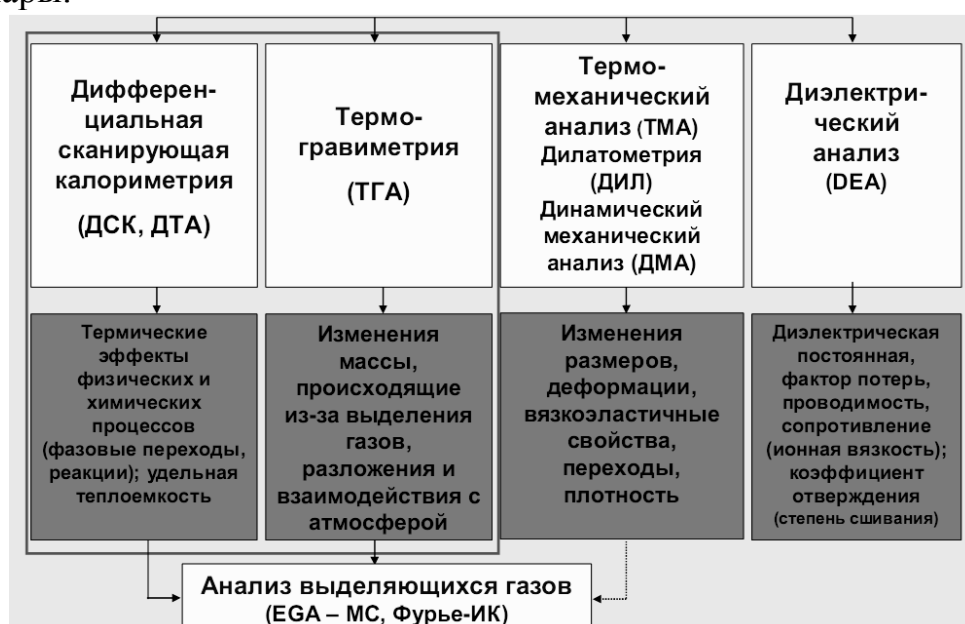 Дифферен-
циальная
сканирующая
калориметрия
(ДСК, ДТА)
Термо-
гравиметрия
(ТГА)
Термо-
механический
анализ (ТМА)
Дилатометрия
(ДИЛ)
Динамический
механический
анализ (ДМА)
Диэлектри-
ческий
анализ
(DEA)
Термические
эффекты
физических и
химических
процессов
(фазовые переходы,
реакции); удельная
теплоемкость
Изменения
массы,
происходящие
из-за выделения
газов,
разложения и
взаимодействия с
атмосферой
Изменения
размеров,
деформации,
вязкоэластичные
свойства,
переходы,
плотность
Диэлектрическая
постоянная,
фактор потерь,
проводимость,
сопротивление
(ионная вязкость);
коэффициент
отверждения
(степень сшивания)
Анализ выделяющихся газов
(EGA – МС, Фурье-ИК)